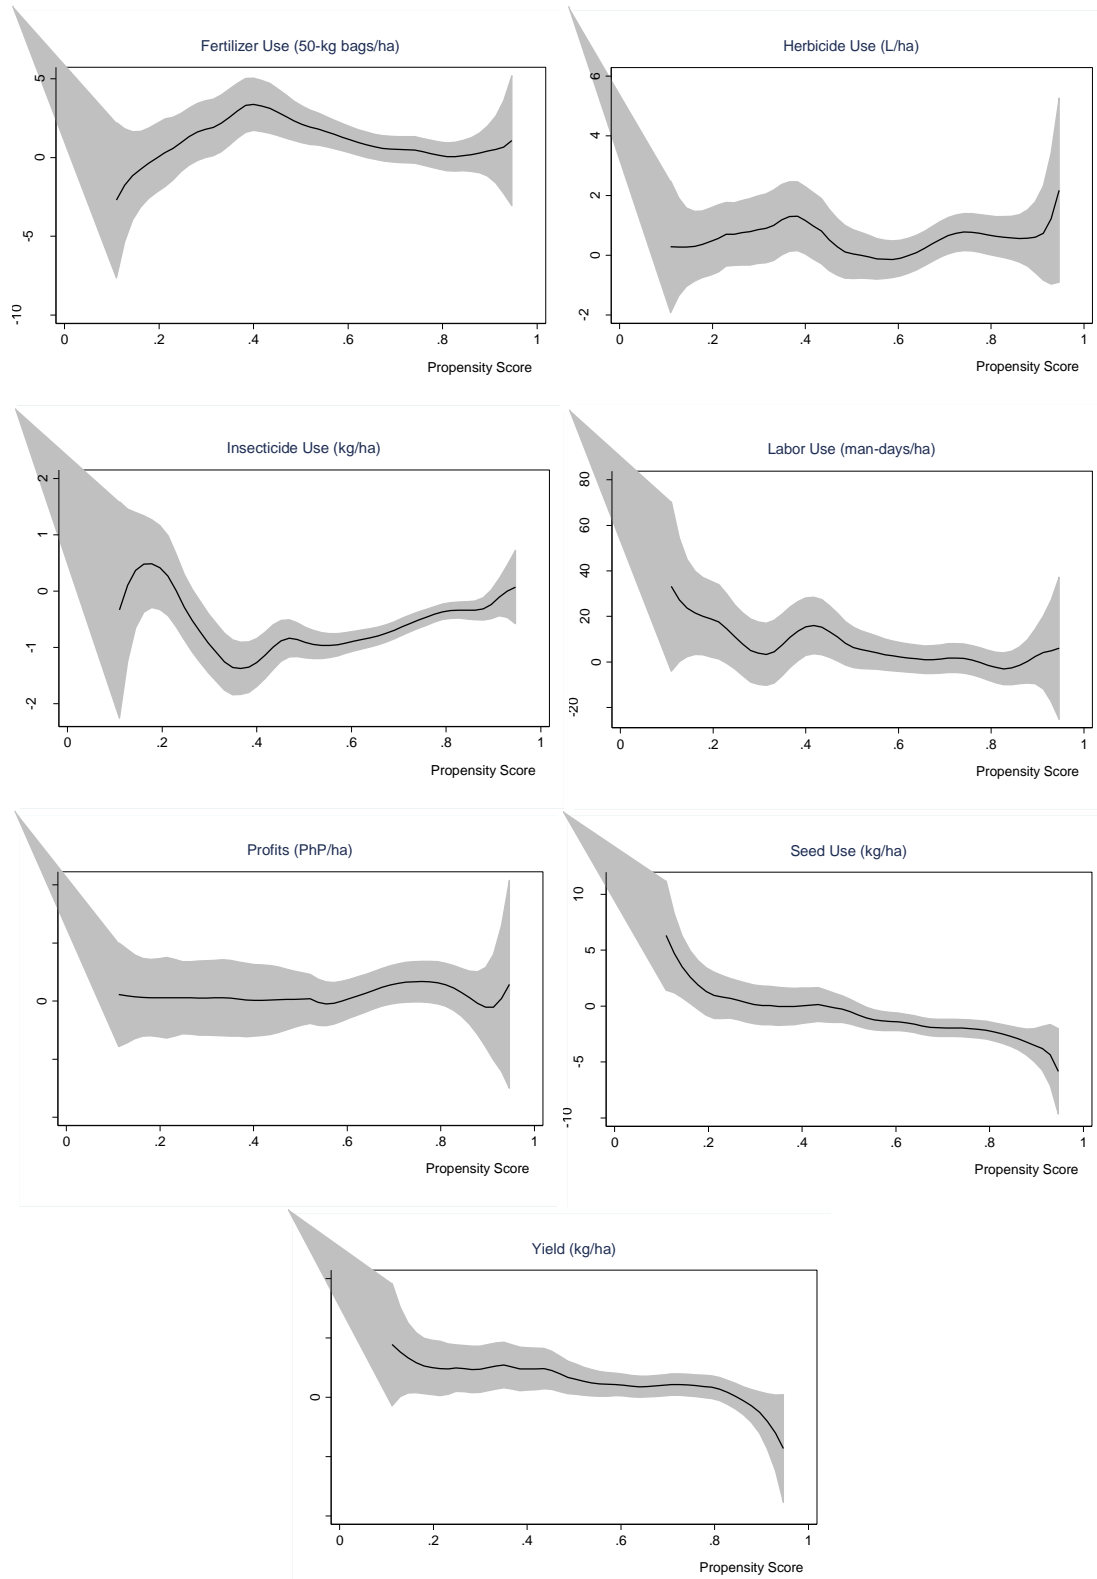 Fertilizer Use (50-kg bags/ha)
5
0
-5
-10
0 .2 .4 .6 .8 1
Propensity Score
Herbicide Use (L/ha)
6
4
2
0
-2
0 .2 .4 .6 .8 1
Propensity Score
Insecticide Use (kg/ha)
2
1
0
-1
-2
0 .2 .4 .6 .8 1
Propensity Score
Labor Use (man-days/ha)
80
60
40
20
0
-20
0 .2 .4 .6 .8 1
Propensity Score
Profits (PhP/ha)
0
0 .2 .4 .6 .8 1
Propensity Score
Seed Use (kg/ha)
10
5
0
-5
-10
0 .2 .4 .6 .8 1
Propensity Score
Yield (kg/ha)
0
0 .2 .4 .6 .8 1
Propensity Score